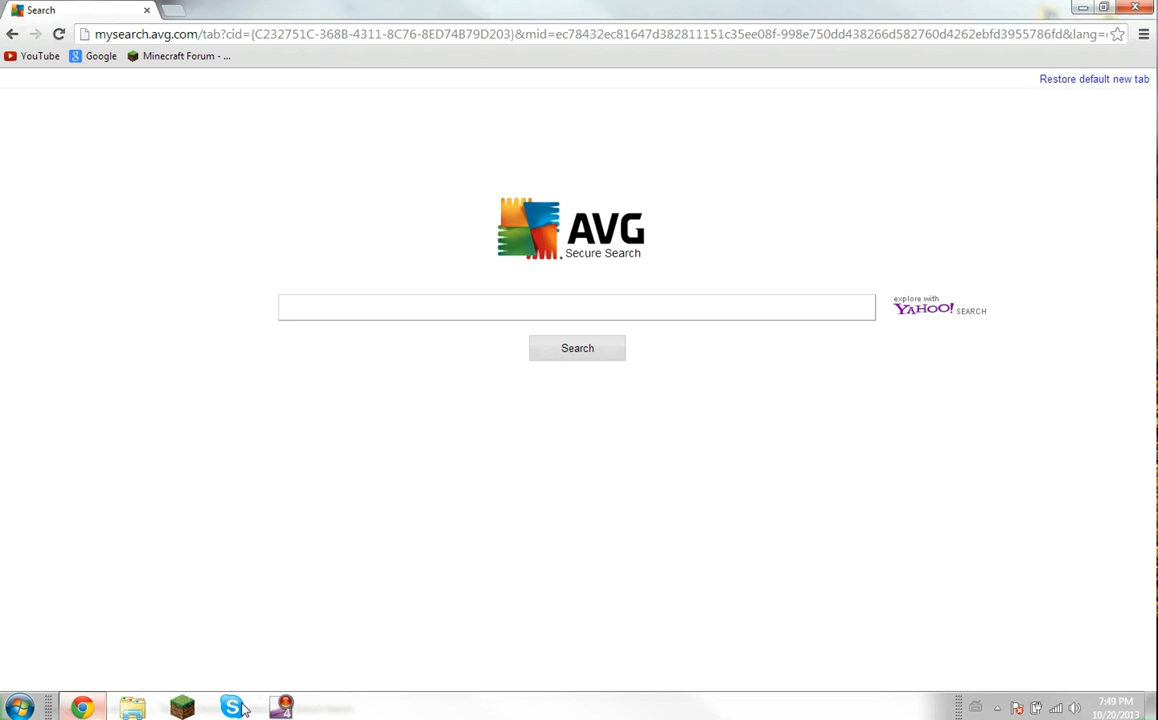 Search
mysearch.avg.com/tab?cid={C232751C-368B-4311-8C76-8ED74B79D203}&mid=ec78432ec81647d382811151c35ee08f-998e750dd438266d582760d4262ebfd3955786fd&lang=
YouTube
Google
Minecraft Forum - ...
Restore default new tab
AVG
Secure Search
explore with
YAHOO! SEARCH
Search
7:49 PM
10/20/2013